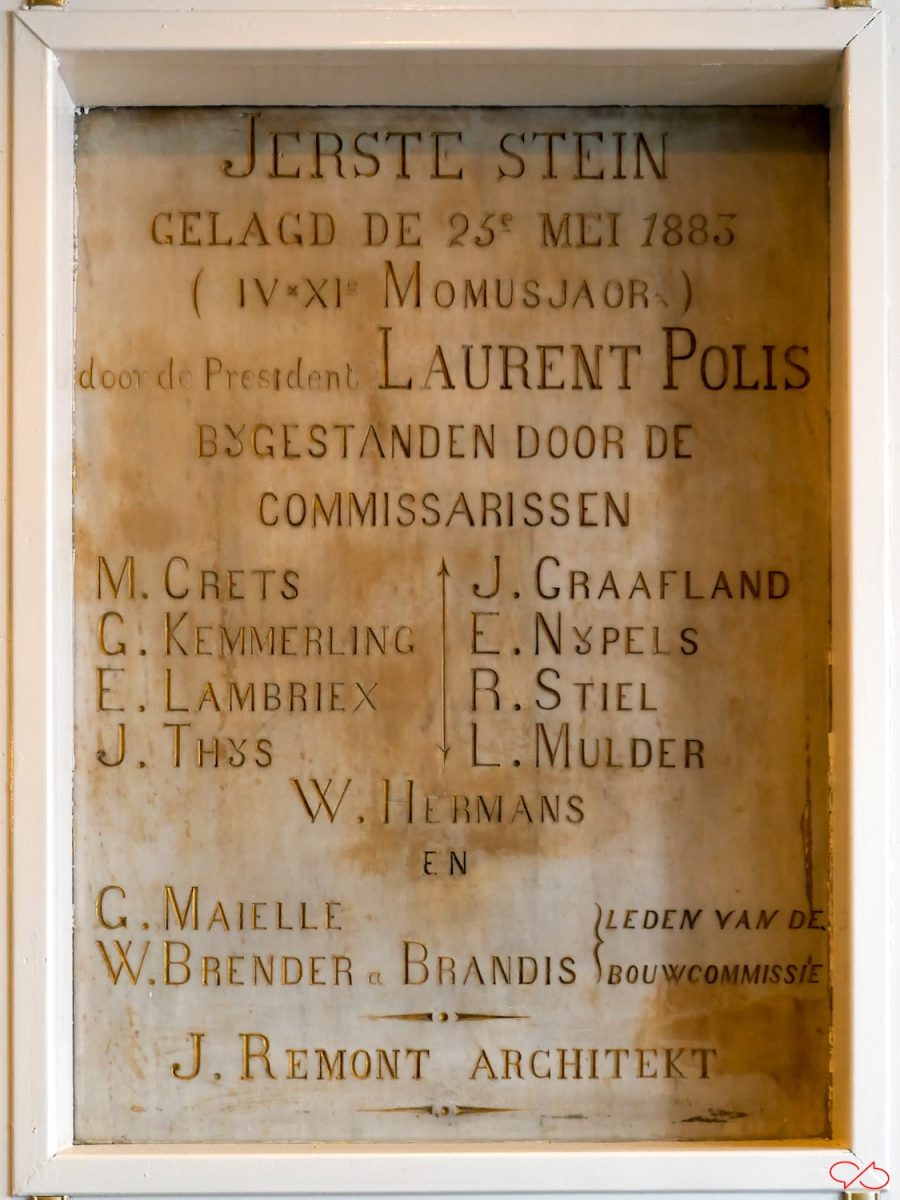 JERSTE STEIN
GELAGD DE 25e MEI 1883
( IV×XIe MOMUSJAOR )
door de President LAURENT POLIS
BYGESTANDEN DOOR DE
COMMISSARISSEN
M. CRETS
G. KEMMERLING
E. LAMBRIEX
J. THYS
J. GRAAFLAND
E. NYPELS
R. STIEL
L. MULDER
W. HERMANS
EN
G. MAIELLE
W. BRENDER a BRANDIS
LEDEN VAN DE
BOUWCOMMISSIE
J. REMONT ARCHITEKT